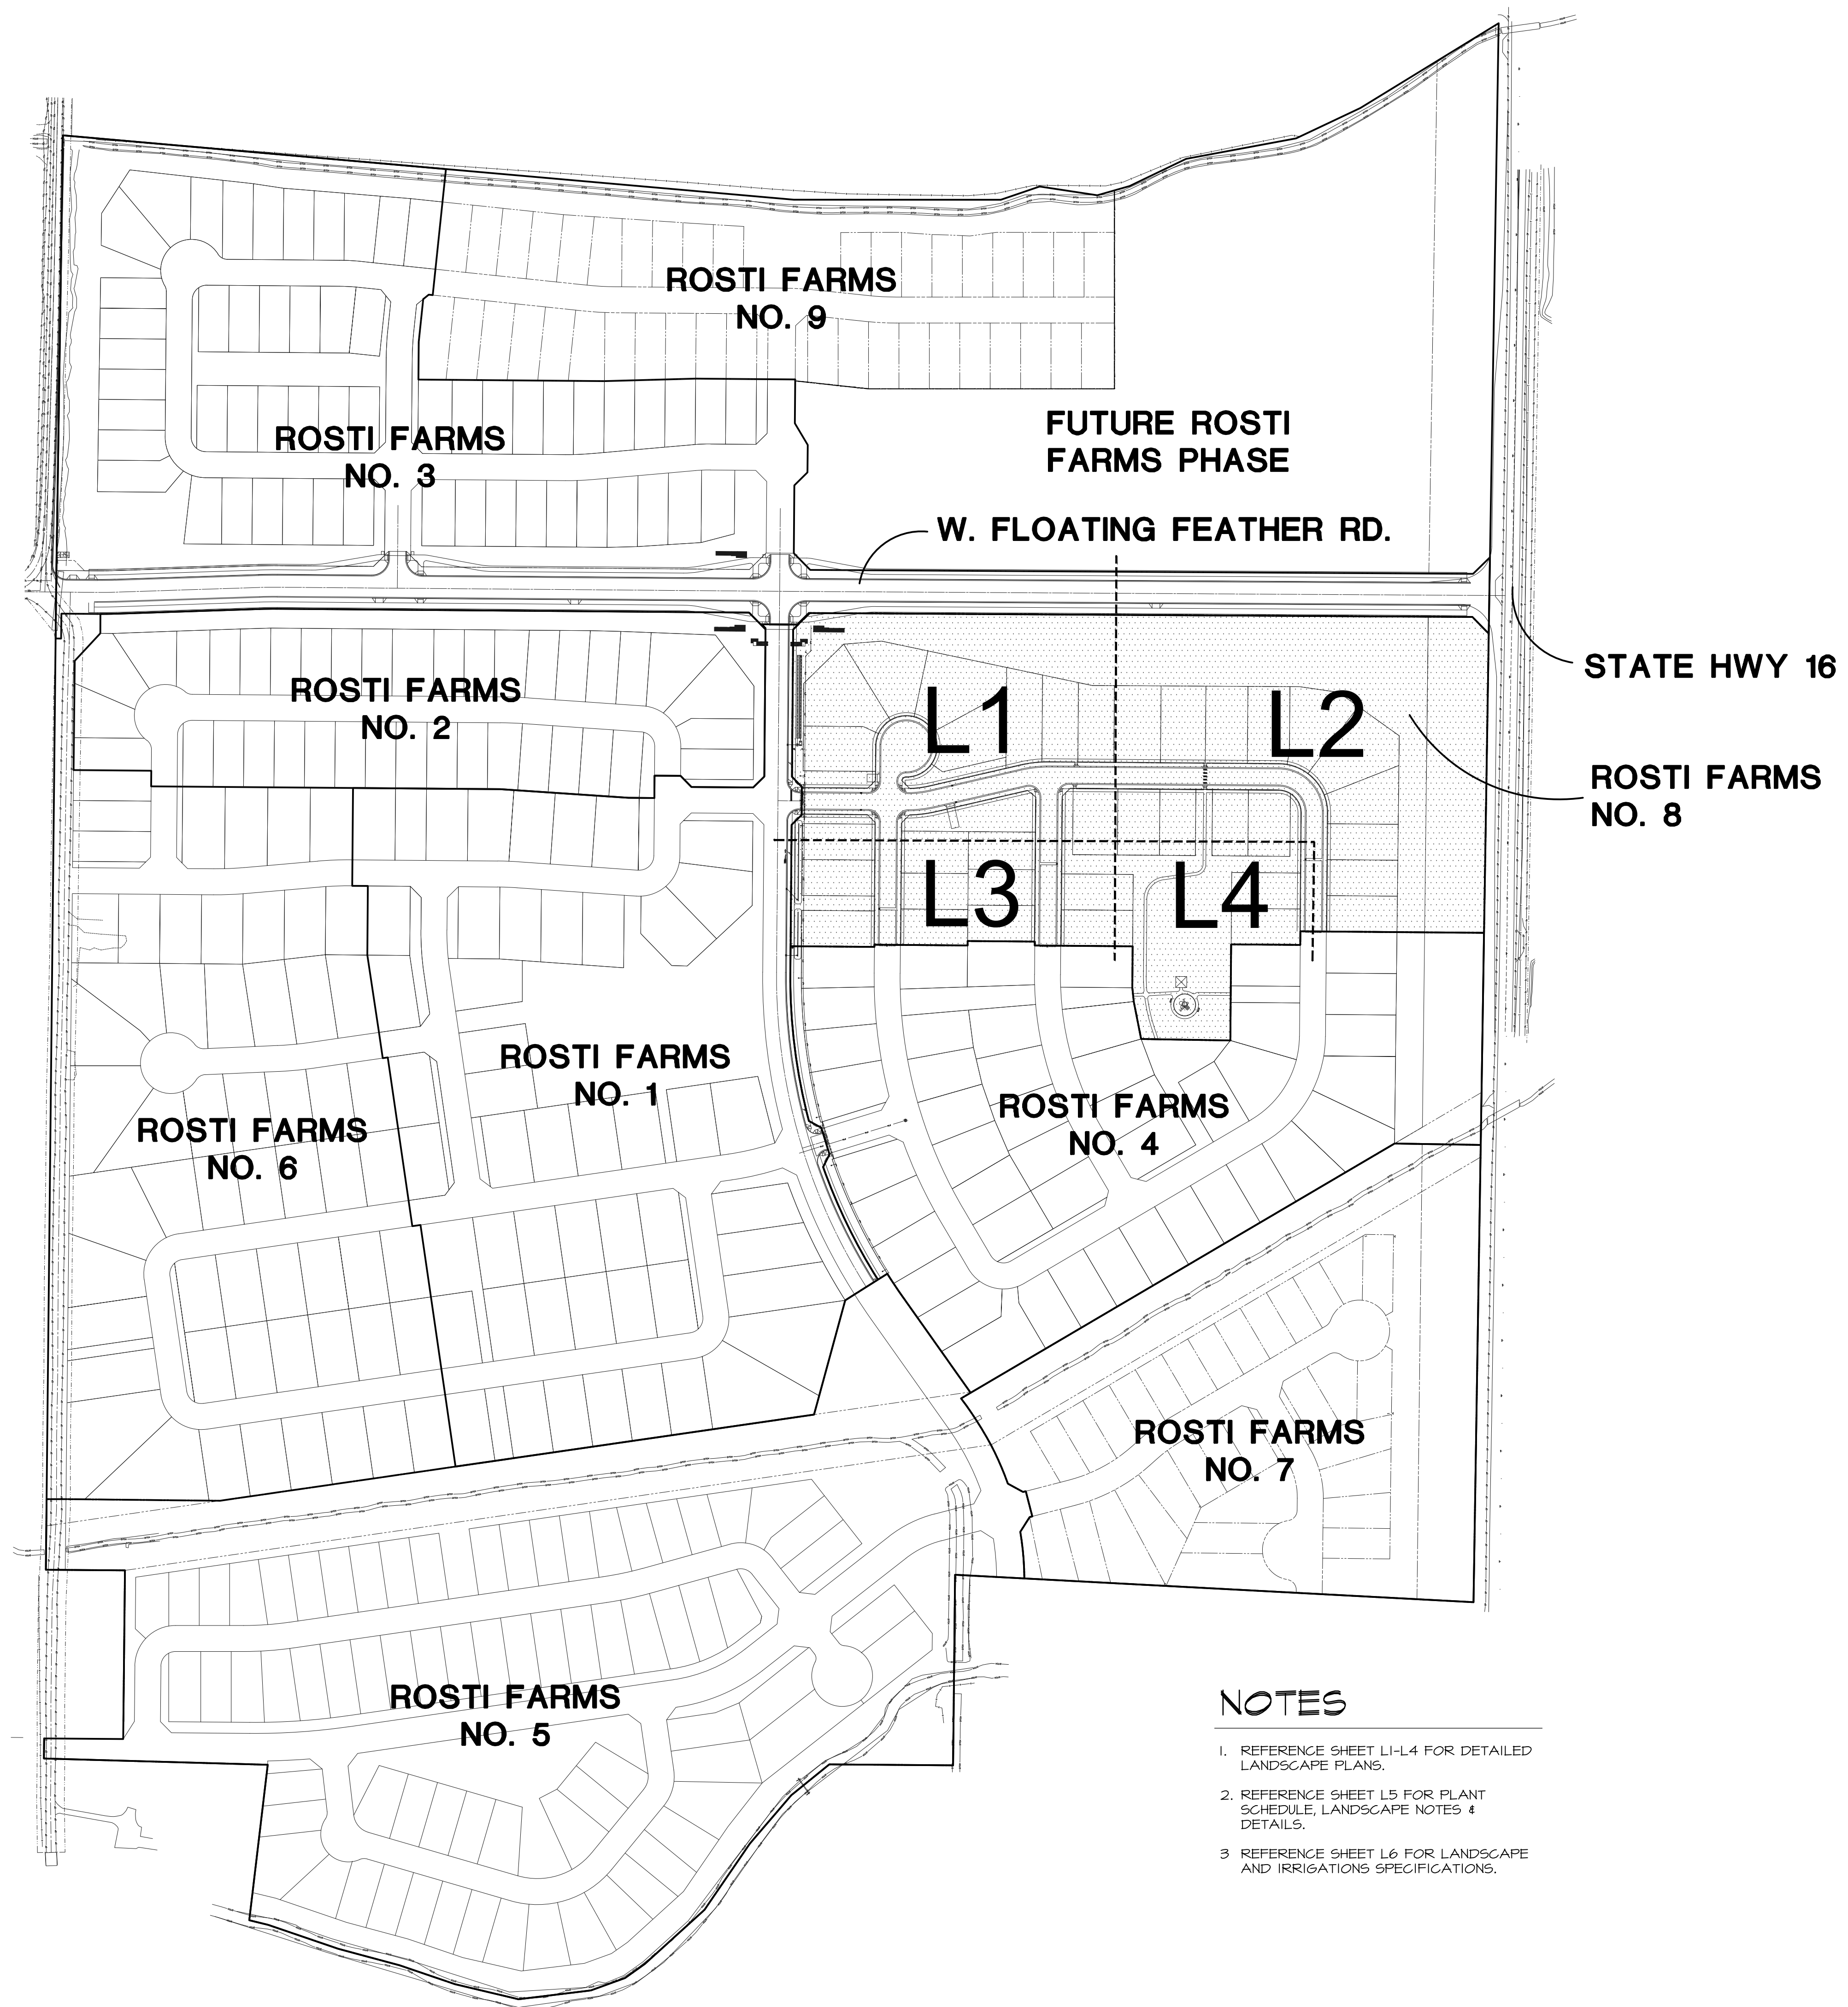 ROSTI FARMS
NO. 9
ROSTI FARMS
NO. 3
FUTURE ROSTI
FARMS PHASE
W. FLOATING FEATHER RD.
STATE HWY 16
ROSTI FARMS
NO. 2
L1
L2
ROSTI FARMS
NO. 8
L3
L4
ROSTI FARMS
NO. 1
ROSTI FARMS
NO. 4
ROSTI FARMS
NO. 6
ROSTI FARMS
NO. 7
ROSTI FARMS
NO. 5
NOTES
1. REFERENCE SHEET L1-L4 FOR DETAILED
LANDSCAPE PLANS.
2. REFERENCE SHEET L5 FOR PLANT
SCHEDULE, LANDSCAPE NOTES &
DETAILS.
3 REFERENCE SHEET L6 FOR LANDSCAPE
AND IRRIGATIONS SPECIFICATIONS.